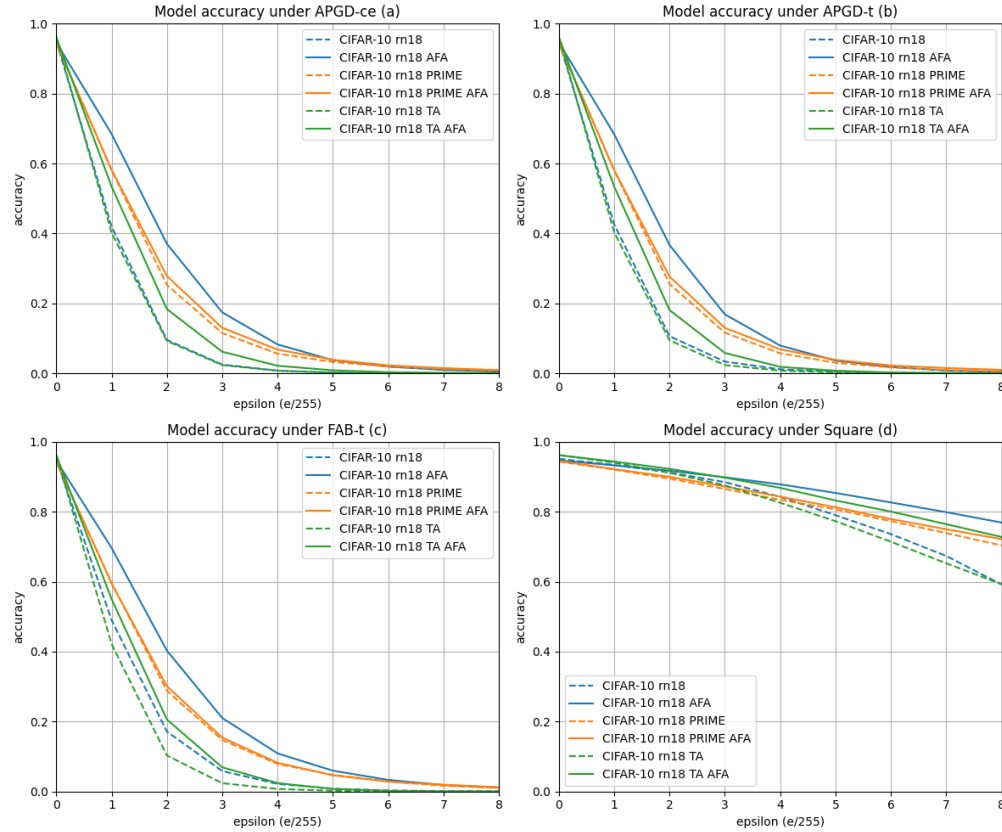 Model accuracy under APGD-ce (a)
1.0
0.8
0.6
0.4
0.2
0.0
accuracy
CIFAR-10 rn18
CIFAR-10 rn18 AFA
CIFAR-10 rn18 PRIME
CIFAR-10 rn18 PRIME AFA
CIFAR-10 rn18 TA
CIFAR-10 rn18 TA AFA
0 1 2 3 4 5 6 7 8
epsilon (e/255)
Model accuracy under APGD-t (b)
1.0
0.8
0.6
0.4
0.2
0.0
accuracy
CIFAR-10 rn18
CIFAR-10 rn18 AFA
CIFAR-10 rn18 PRIME
CIFAR-10 rn18 PRIME AFA
CIFAR-10 rn18 TA
CIFAR-10 rn18 TA AFA
0 1 2 3 4 5 6 7 8
epsilon (e/255)
Model accuracy under FAB-t (c)
1.0
0.8
0.6
0.4
0.2
0.0
accuracy
CIFAR-10 rn18
CIFAR-10 rn18 AFA
CIFAR-10 rn18 PRIME
CIFAR-10 rn18 PRIME AFA
CIFAR-10 rn18 TA
CIFAR-10 rn18 TA AFA
0 1 2 3 4 5 6 7 8
epsilon (e/255)
Model accuracy under Square (d)
1.0
0.8
0.6
0.4
0.2
0.0
accuracy
CIFAR-10 rn18
CIFAR-10 rn18 AFA
CIFAR-10 rn18 PRIME
CIFAR-10 rn18 PRIME AFA
CIFAR-10 rn18 TA
CIFAR-10 rn18 TA AFA
0 1 2 3 4 5 6 7 8
epsilon (e/255)